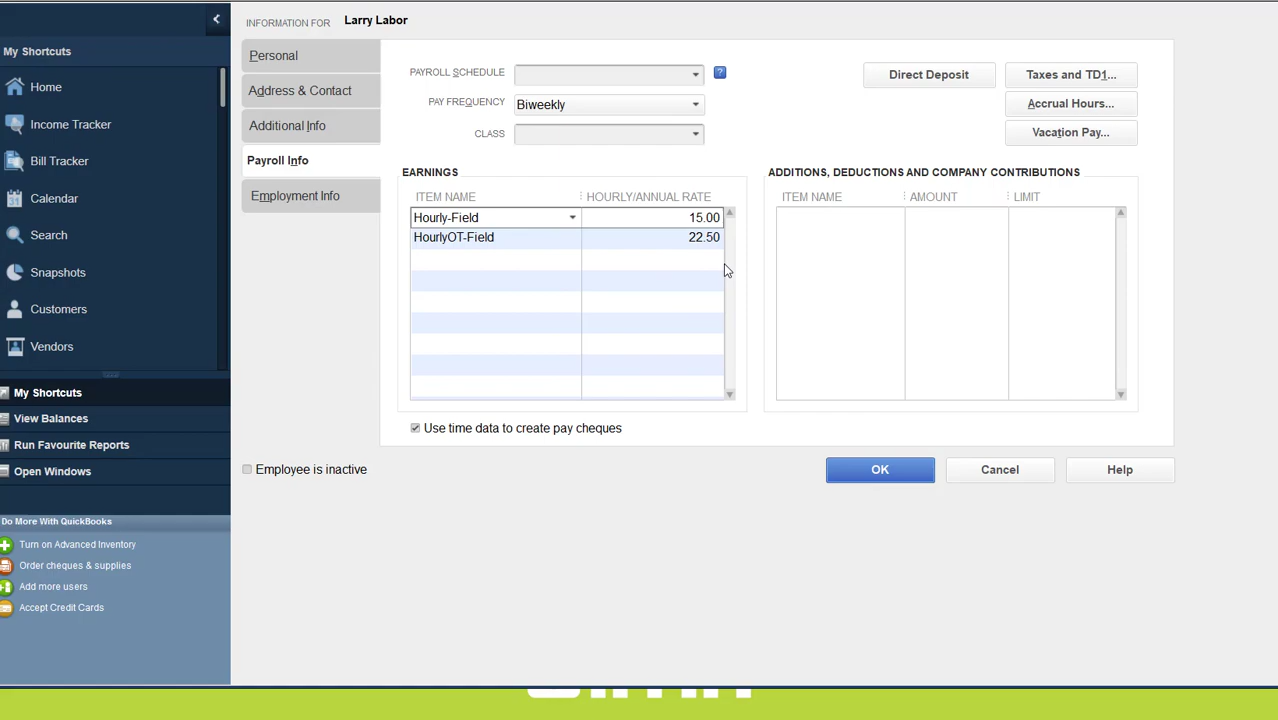 INFORMATION FOR Larry Labor
My Shortcuts
Home
Income Tracker
Bill Tracker
Calendar
Search
Snapshots
Customers
Vendors
My Shortcuts
View Balances
Run Favourite Reports
Open Windows
Do More With QuickBooks
Turn on Advanced Inventory
Order cheques & supplies
Add more users
Accept Credit Cards
Personal
Address & Contact
Additional Info
Payroll Info
Employment Info
PAYROLL SCHEDULE ?
PAY FREQUENCY Biweekly
CLASS
Direct Deposit
Taxes and TD1...
Accrual Hours...
Vacation Pay...
EARNINGS
ITEM NAME HOURLY/ANNUAL RATE
Hourly-Field 15.00
HourlyOT-Field 22.50
ADDITIONS, DEDUCTIONS AND COMPANY CONTRIBUTIONS
ITEM NAME AMOUNT LIMIT
Use time data to create pay cheques
Employee is inactive
OK
Cancel
Help